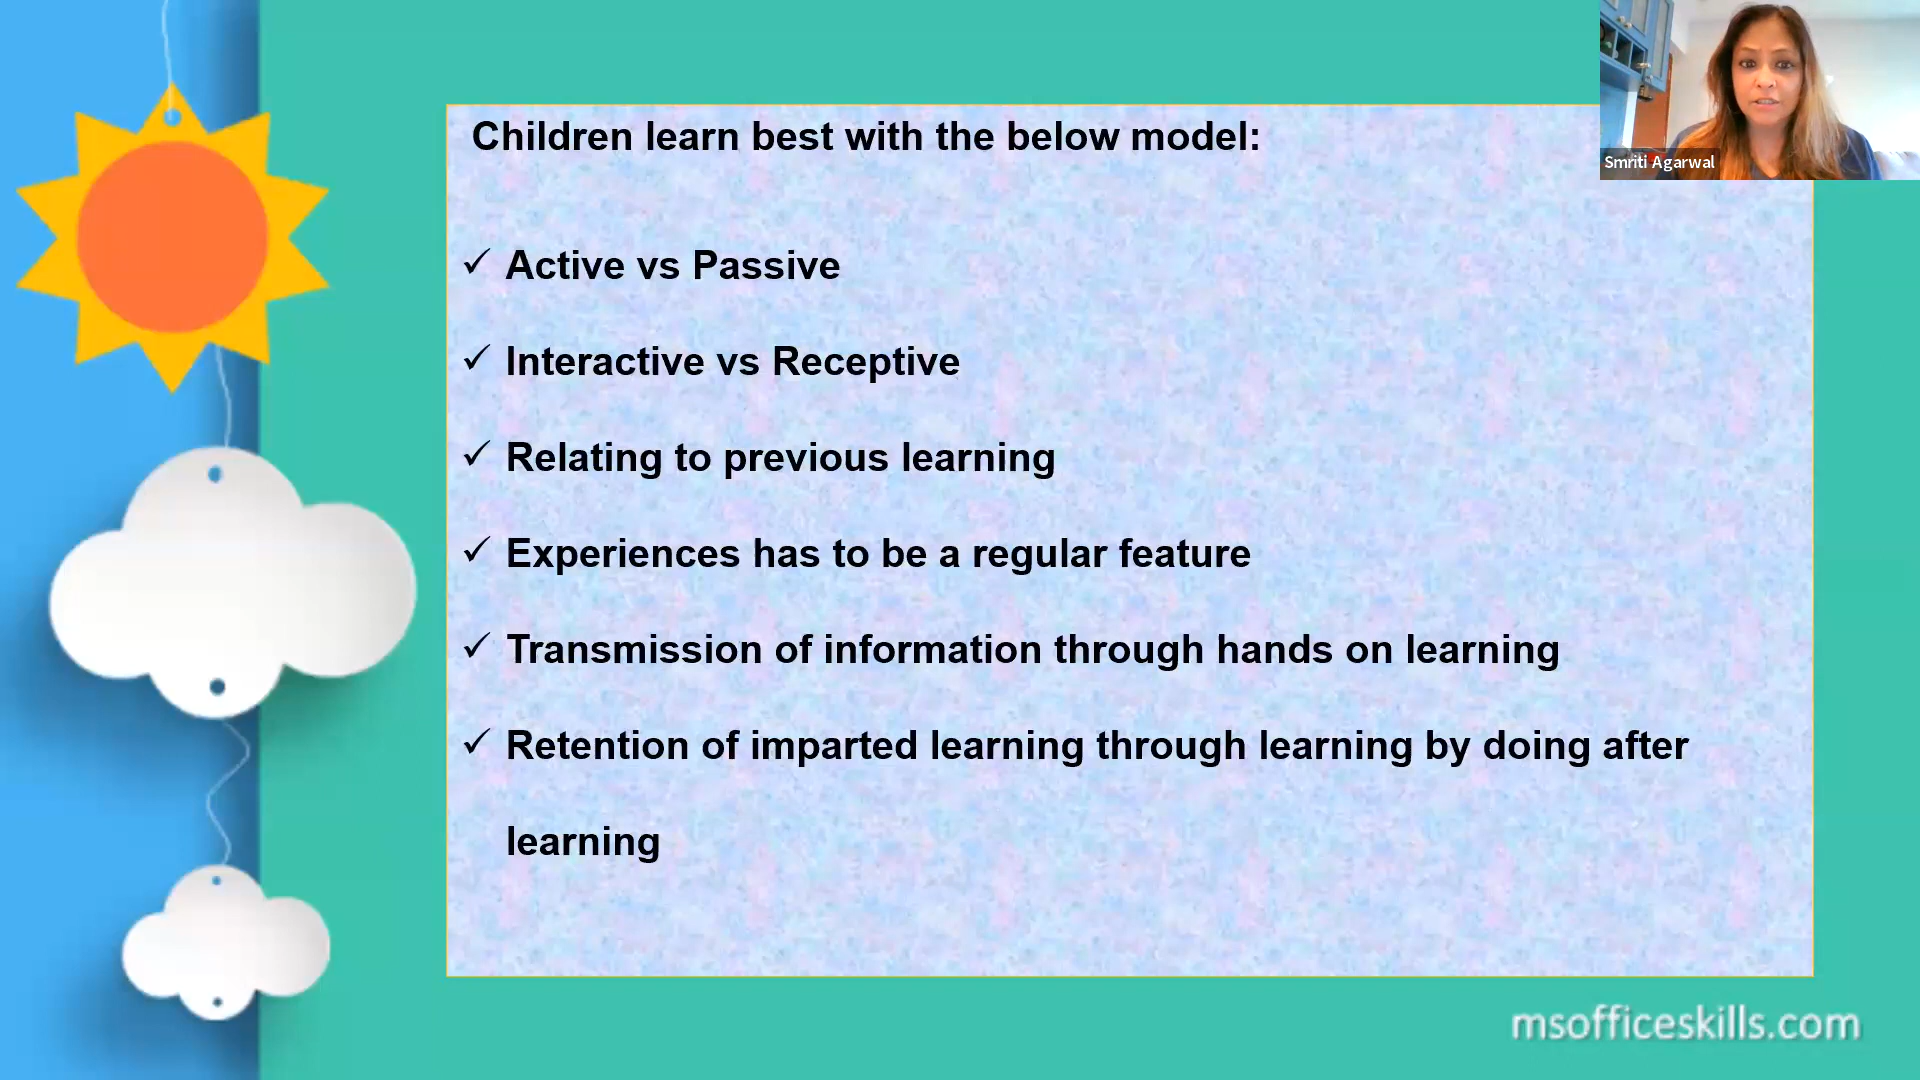 Children learn best with the below model:
Smriti Agarwal
✓ Active vs Passive
✓ Interactive vs Receptive
✓ Relating to previous learning
✓ Experiences has to be a regular feature
✓ Transmission of information through hands on learning
✓ Retention of imparted learning through learning by doing after
learning
msofficeskills.com